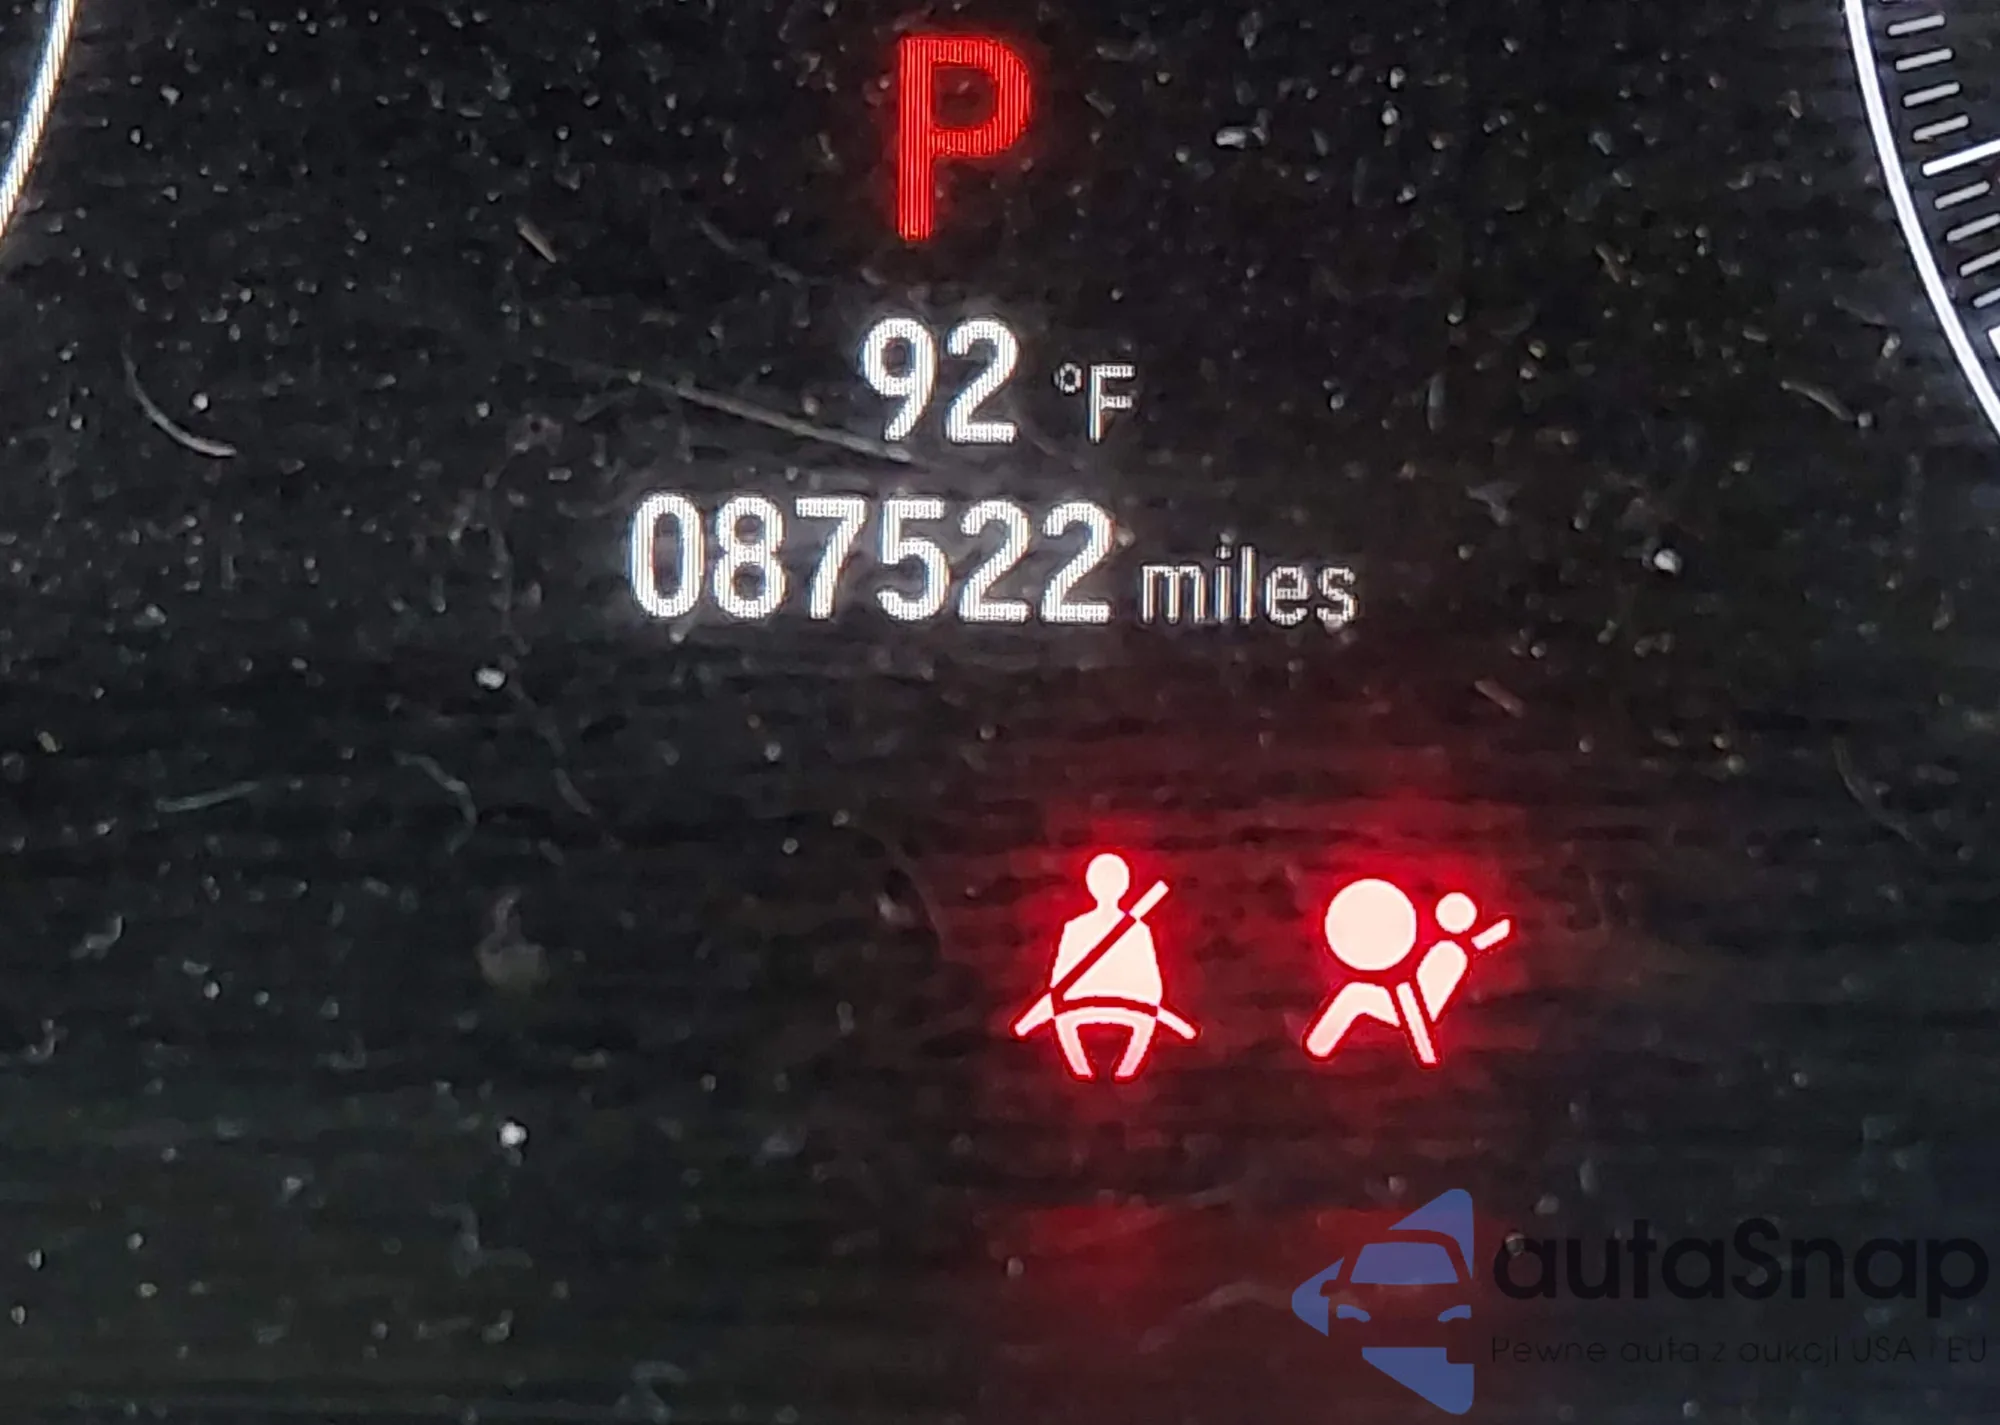 P
92 °F
087522 miles
autaSnap
Pewne auta z aukcji USA i EU